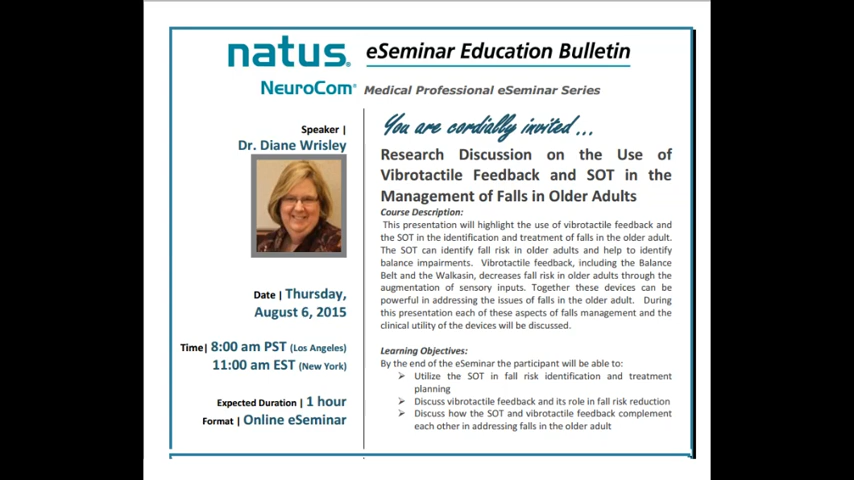 natus. eSeminar Education Bulletin
NeuroCom® Medical Professional eSeminar Series
Speaker |
Dr. Diane Wrisley
Date | Thursday,
August 6, 2015
Time| 8:00 am PST (Los Angeles)
11:00 am EST (New York)
Expected Duration | 1 hour
Format | Online eSeminar
You are cordially invited...
Research Discussion on the Use of
Vibrotactile Feedback and SOT in the
Management of Falls in Older Adults
Course Description:
This presentation will highlight the use of vibrotactile feedback and
the SOT in the identification and treatment of falls in the older adult.
The SOT can identify fall risk in older adults and help to identify
balance impairments. Vibrotactile feedback, including the Balance
Belt and the Walkasin, decreases fall risk in older adults through the
augmentation of sensory inputs. Together these devices can be
powerful in addressing the issues of falls in the older adult. During
this presentation each of these aspects of falls management and the
clinical utility of the devices will be discussed.
Learning Objectives:
By the end of the eSeminar the participant will be able to:
➢ Utilize the SOT in fall risk identification and treatment
planning
➢ Discuss vibrotactile feedback and its role in fall risk reduction
➢ Discuss how the SOT and vibrotactile feedback complement
each other in addressing falls in the older adult